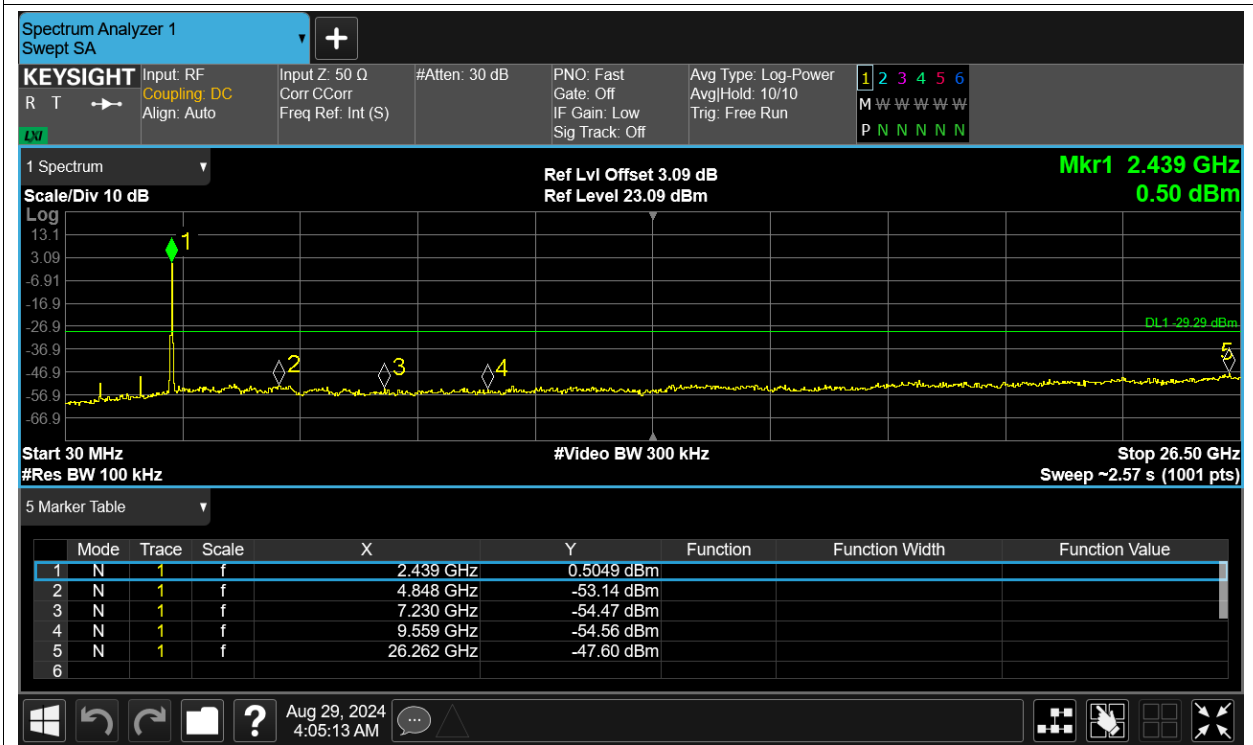 Spectrum Analyzer 1
Swept SA
KEYSIGHT
R T
LXI
Input: RF
Coupling: DC
Align: Auto
Input Z: 50 Ω
Corr CCorr
Freq Ref: Int (S)
#Atten: 30 dB
PNO: Fast
Gate: Off
IF Gain: Low
Sig Track: Off
Avg Type: Log-Power
Avg|Hold: 10/10
Trig: Free Run
1 2 3 4 5 6
M W W W W W
P N N N N N
1 Spectrum
Scale/Div 10 dB
Ref Lvl Offset 3.09 dB
Ref Level 23.09 dBm
Mkr1 2.439 GHz
0.50 dBm
Log
13.1
3.09
-6.91
-16.9
-26.9
-36.9
-46.9
-56.9
-66.9
1
2
3
4
5
DL1 -29.29 dBm
Start 30 MHz
#Video BW 300 kHz
Stop 26.50 GHz
#Res BW 100 kHz
Sweep ~2.57 s (1001 pts)
5 Marker Table
Mode Trace Scale X Y Function Function Width Function Value
1 N 1 f 2.439 GHz 0.5049 dBm
2 N 1 f 4.848 GHz -53.14 dBm
3 N 1 f 7.230 GHz -54.47 dBm
4 N 1 f 9.559 GHz -54.56 dBm
5 N 1 f 26.262 GHz -47.60 dBm
6
?
Aug 29, 2024
4:05:13 AM